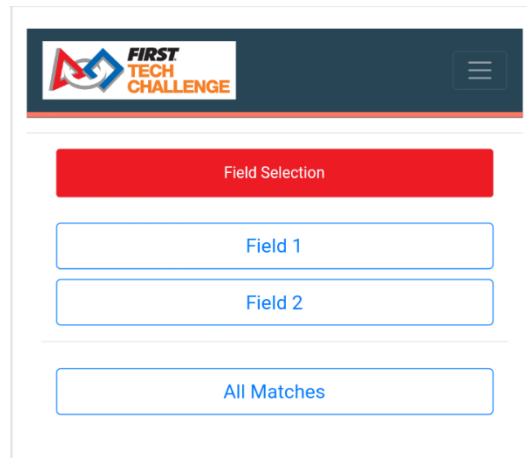 FIRST
TECH
CHALLENGE
Field Selection
Field 1
Field 2
All Matches